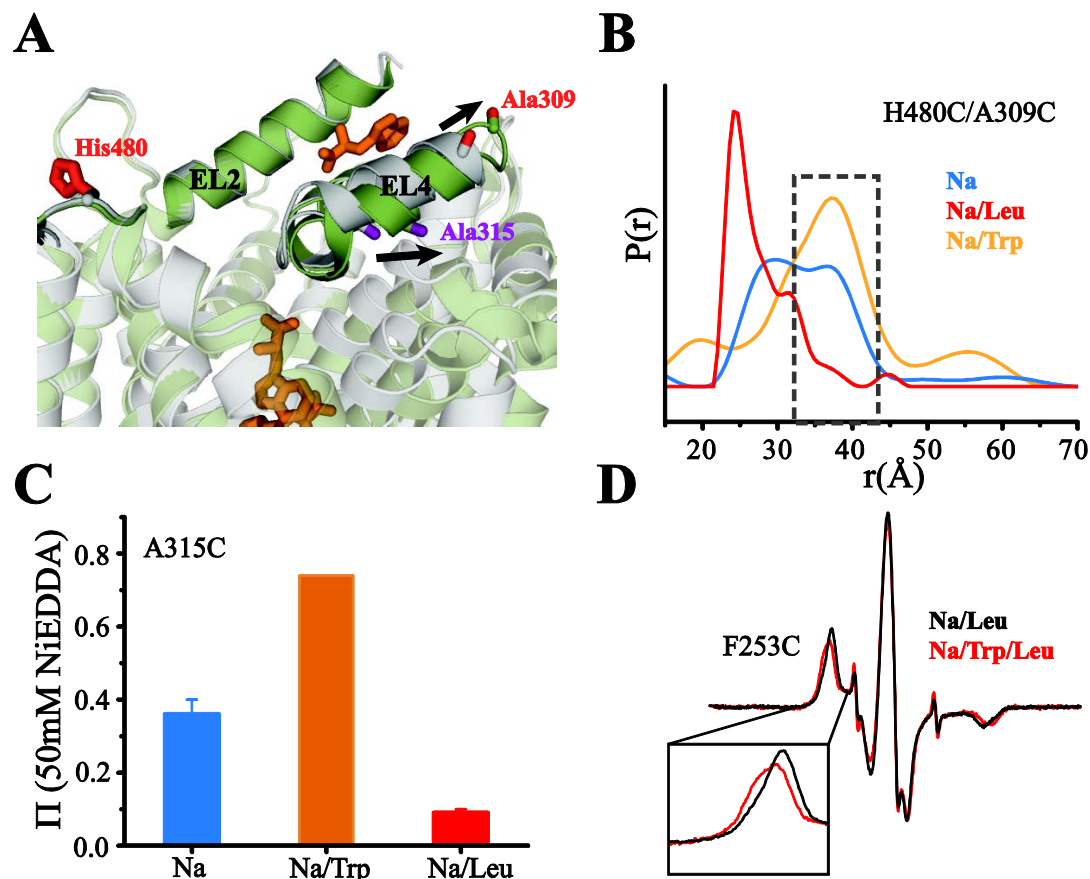 A
His480
EL2
EL4
Ala309
Ala315
B
H480C/A309C
Na
Na/Leu
Na/Trp
P(r)
20 30 40 50 60 70
r(Å)
C
A315C
Π (50mM NiEDDA)
0.8
0.6
0.4
0.2
0.0
Na Na/Trp Na/Leu
D
F253C
Na/Leu
Na/Trp/Leu